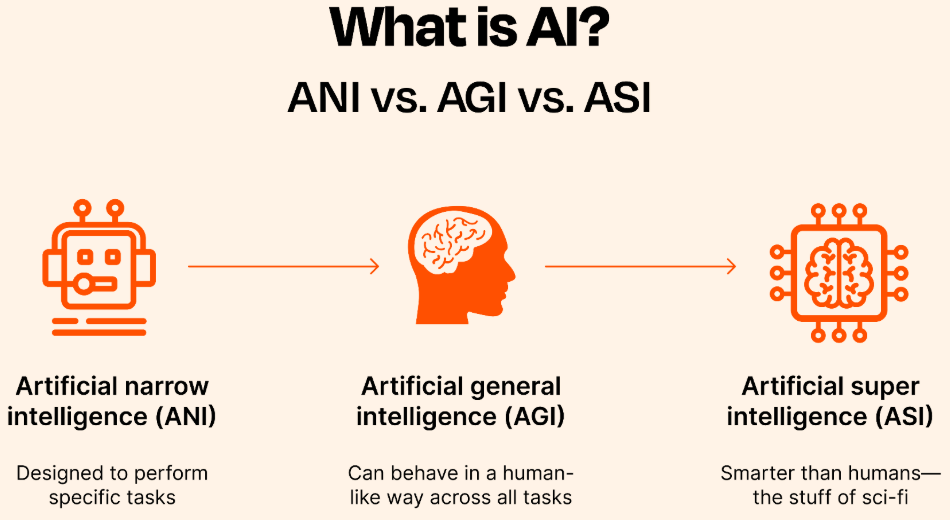 What is AI?
ANI vs. AGI vs. ASI
Artificial narrow
intelligence (ANI)
Designed to perform
specific tasks
Artificial general
intelligence (AGI)
Can behave in a human-
like way across all tasks
Artificial super
intelligence (ASI)
Smarter than humans—
the stuff of sci-fi